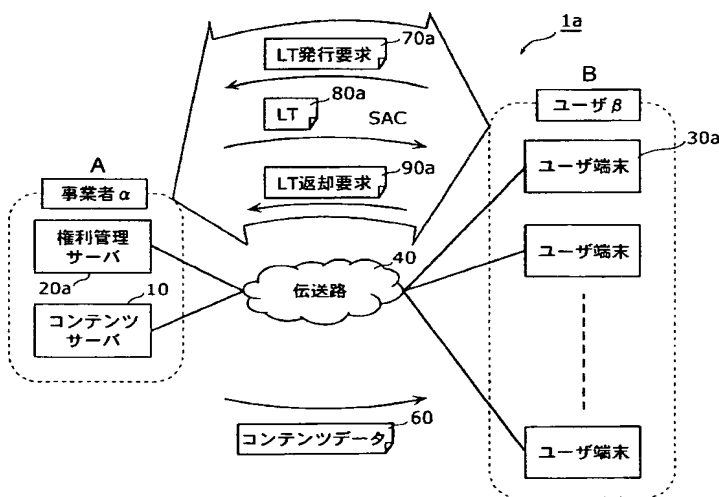 1a
70a
LT発行要求
80a
LT
SAC
B
ユーザβ
30a
ユーザ端末
90a
LT返却要求
A
事業者α
権利管理
サーバ
20a
10
コンテンツ
サーバ
40
伝送路
ユーザ端末
60
コンテンツデータ
ユーザ端末